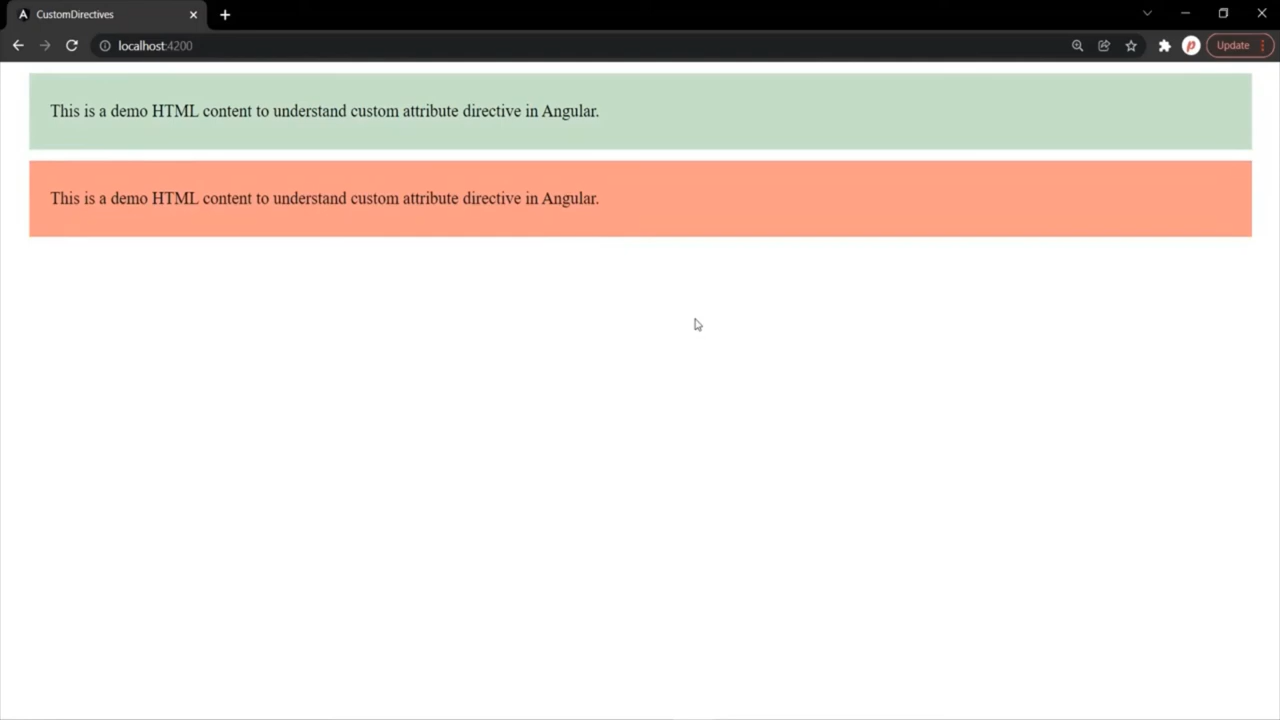 CustomDirectives
localhost:4200
Update
This is a demo HTML content to understand custom attribute directive in Angular.
This is a demo HTML content to understand custom attribute directive in Angular.